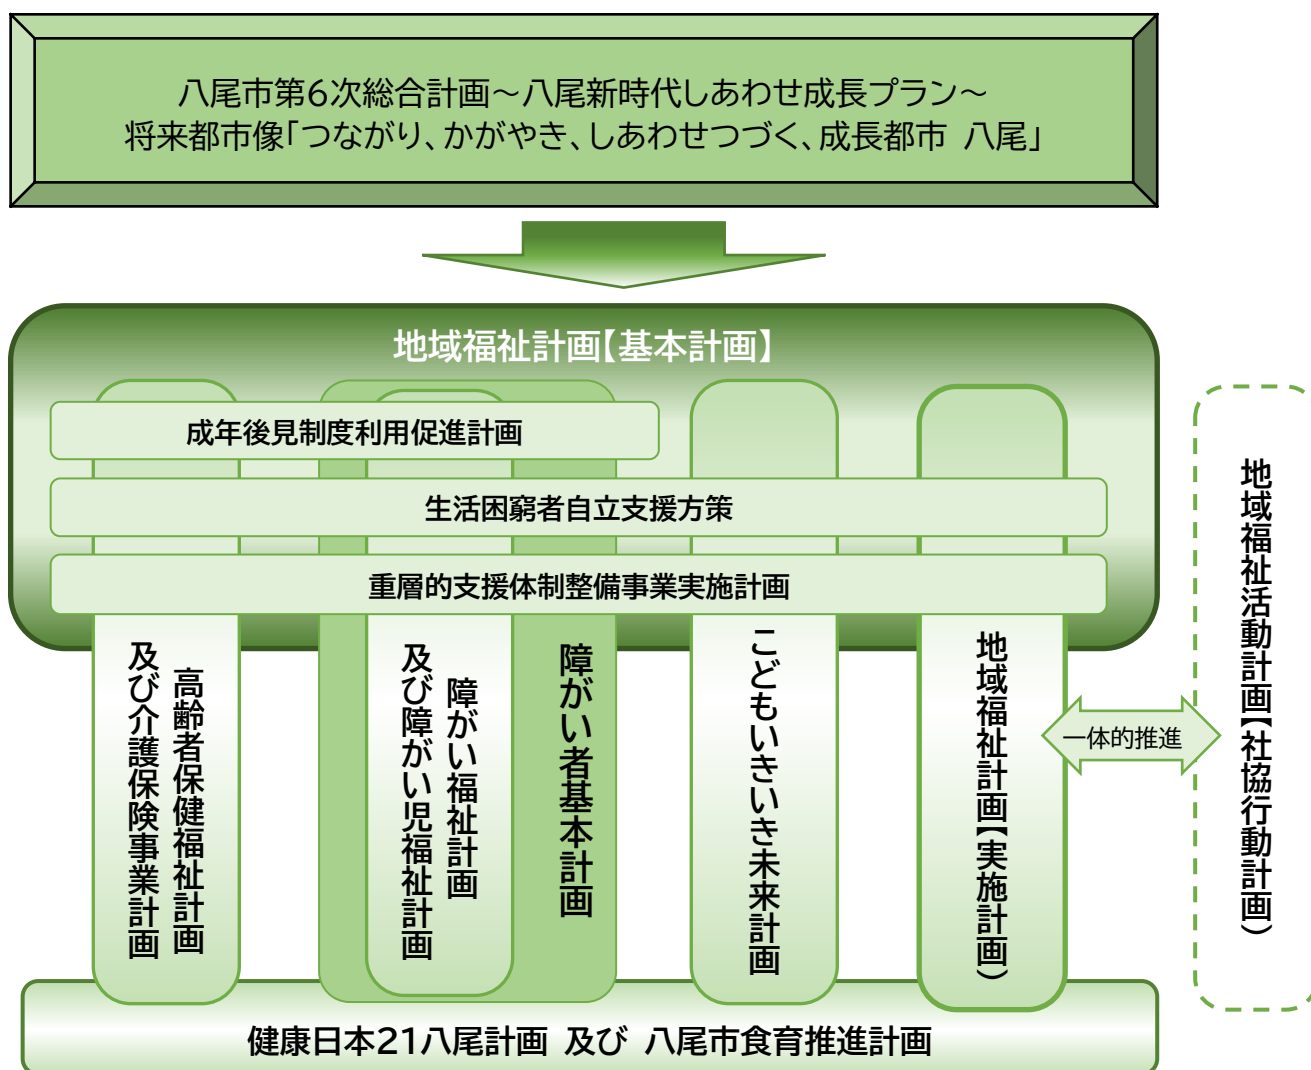 八尾市第6次総合計画～八尾新時代しあわせ成長プラン～
将来都市像「つながり、かがやき、しあわせつづく、成長都市 八尾」
地域福祉計画【基本計画】
成年後見制度利用促進計画
生活困窮者自立支援方策
重層的支援体制整備事業実施計画
高齢者保健福祉計画
及び介護保険事業計画
障がい福祉計画
及び障がい児福祉計画
障がい者基本計画
こどもいきいき未来計画
地域福祉計画【実施計画)
一体的推進
地域福祉活動計画【社協行動計画)
健康日本21八尾計画 及び 八尾市食育推進計画